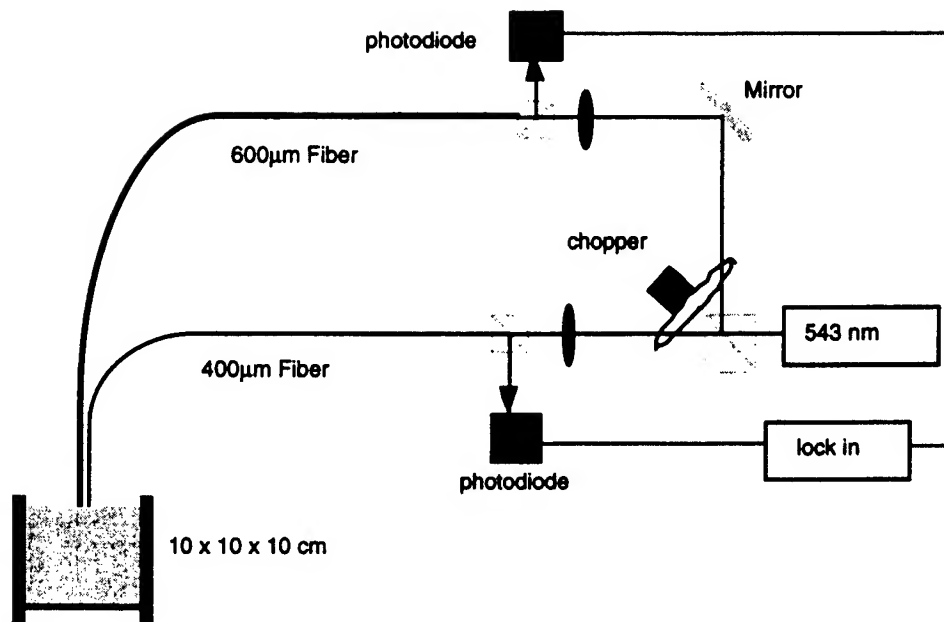 photodiode
Mirror
600µm Fiber
chopper
543 nm
400µm Fiber
lock in
photodiode
10 x 10 x 10 cm